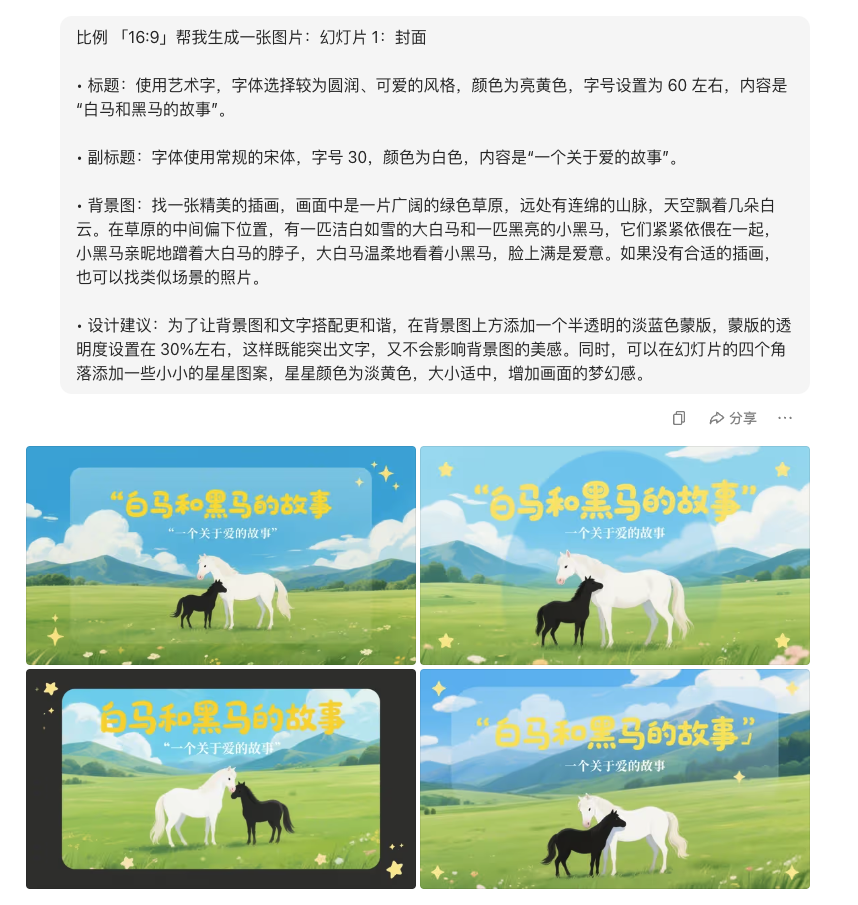 比例 「16:9」帮我生成一张图片：幻灯片 1：封面
• 标题：使用艺术字，字体选择较为圆润、可爱的风格，颜色为亮黄色，字号设置为 60 左右，内容是
“白马和黑马的故事”。
• 副标题：字体使用常规的宋体，字号 30，颜色为白色，内容是“一个关于爱的故事”。
• 背景图：找一张精美的插画，画面中是一片广阔的绿色草原，远处有连绵的山脉，天空飘着几朵白
云。在草原的中间偏下位置，有一匹洁白如雪的大白马和一匹黑亮的小黑马，它们紧紧依偎在一起，
小黑马亲昵地蹭着大白马的脖子，大白马温柔地看着小黑马，脸上满是爱意。如果没有合适的插画，
也可以找类似场景的照片。
• 设计建议：为了让背景图和文字搭配更和谐，在背景图上方添加一个半透明的淡蓝色蒙版，蒙版的透
明度设置在 30%左右，这样既能突出文字，又不会影响背景图的美感。同时，可以在幻灯片的四个角
落添加一些小小的星星图案，星星颜色为淡黄色，大小适中，增加画面的梦幻感。
分享
“白马和黑马的故事
“一个关于爱的故事”
“白马和黑马的故事”
一个关于爱的故事
白马和黑马的故事
“一个关于爱的故事”
“白马和黑马的故事”
一个关于爱的故事